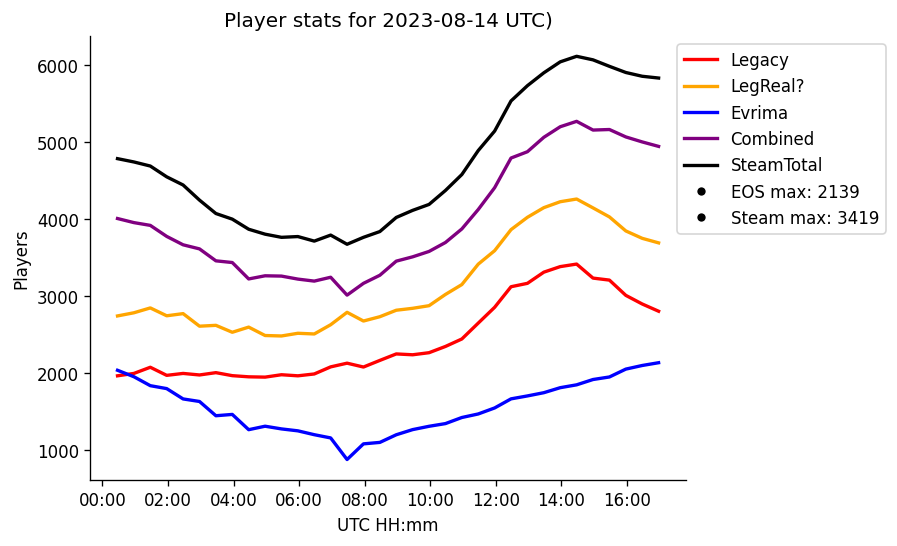 Player stats for 2023-08-14 UTC)
6000
5000
4000
3000
2000
1000
Players
00:00 02:00 04:00 06:00 08:00 10:00 12:00 14:00 16:00
UTC HH:mm
Legacy
LegReal?
Evrima
Combined
SteamTotal
EOS max: 2139
Steam max: 3419